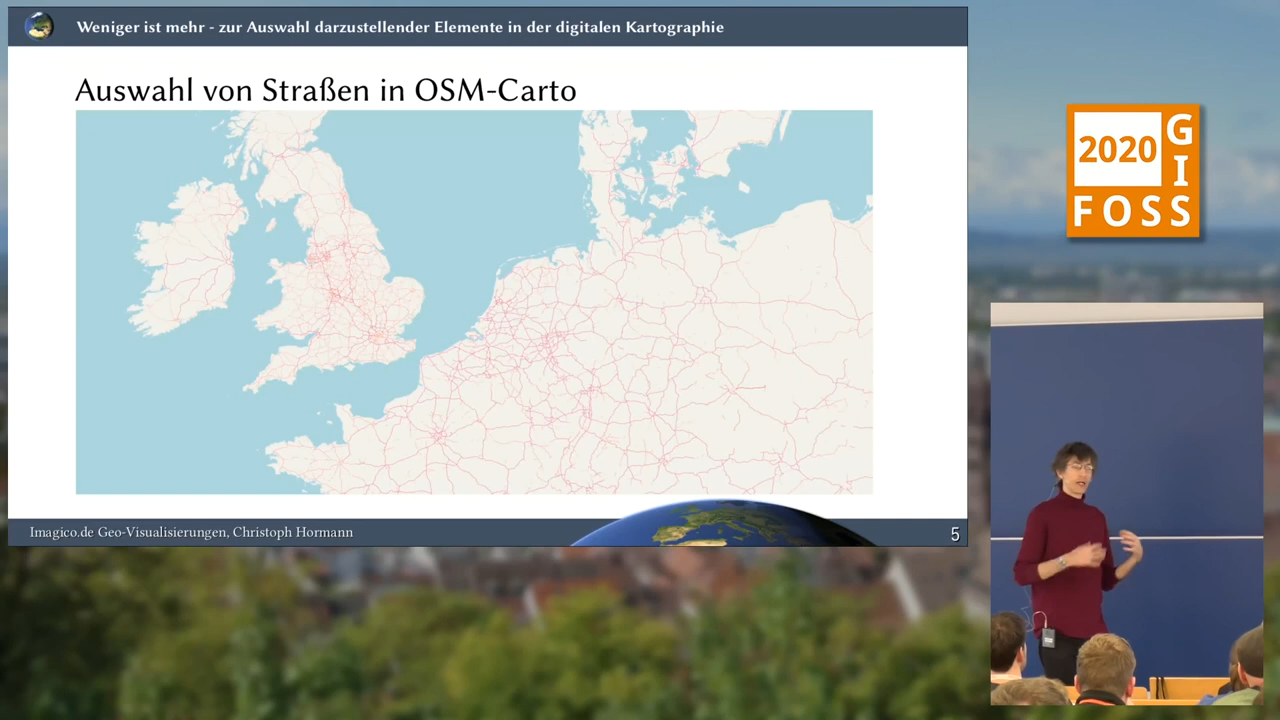 Weniger ist mehr - zur Auswahl darzustellender Elemente in der digitalen Kartographie
Auswahl von Straßen in OSM-Carto
2020
GIS
FOSS
Imagico.de Geo-Visualisierungen, Christoph Hormann
5